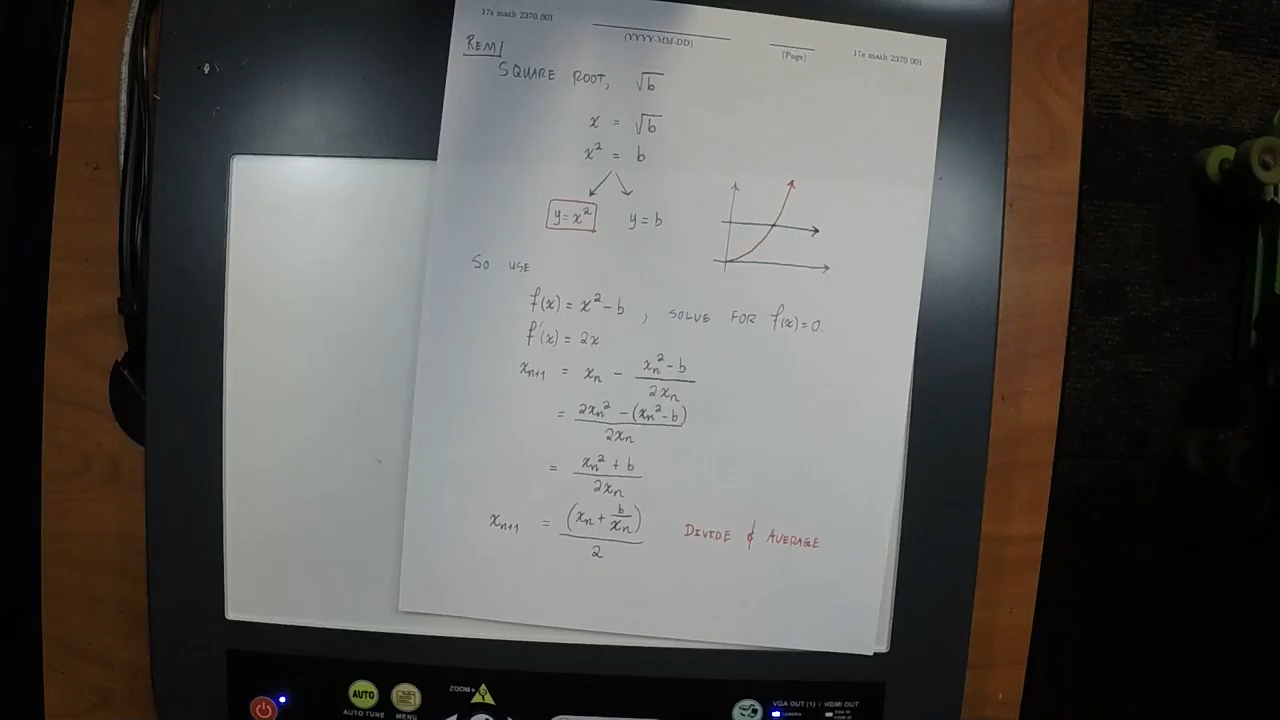 17s math 2370 001 (YYYY-MM-DD) (Page) 17s math 2370 001
REM/
SQUARE ROOT, √b
x = √b
x² = b
y = x² y = b
SO USE
f(x) = x² - b , SOLVE FOR f(x) = 0.
f'(x) = 2x
xₙ₊₁ = xₙ - (xₙ² - b)/(2xₙ)
= (2xₙ² - (xₙ² - b))/(2xₙ)
= (xₙ² + b)/(2xₙ)
xₙ₊₁ = (xₙ + b/xₙ)/2 DIVIDE & AVERAGE
ZOOM+
AUTO
AUTO TUNE MENU
VGA OUT (1) / HDMI OUT
CAMERA